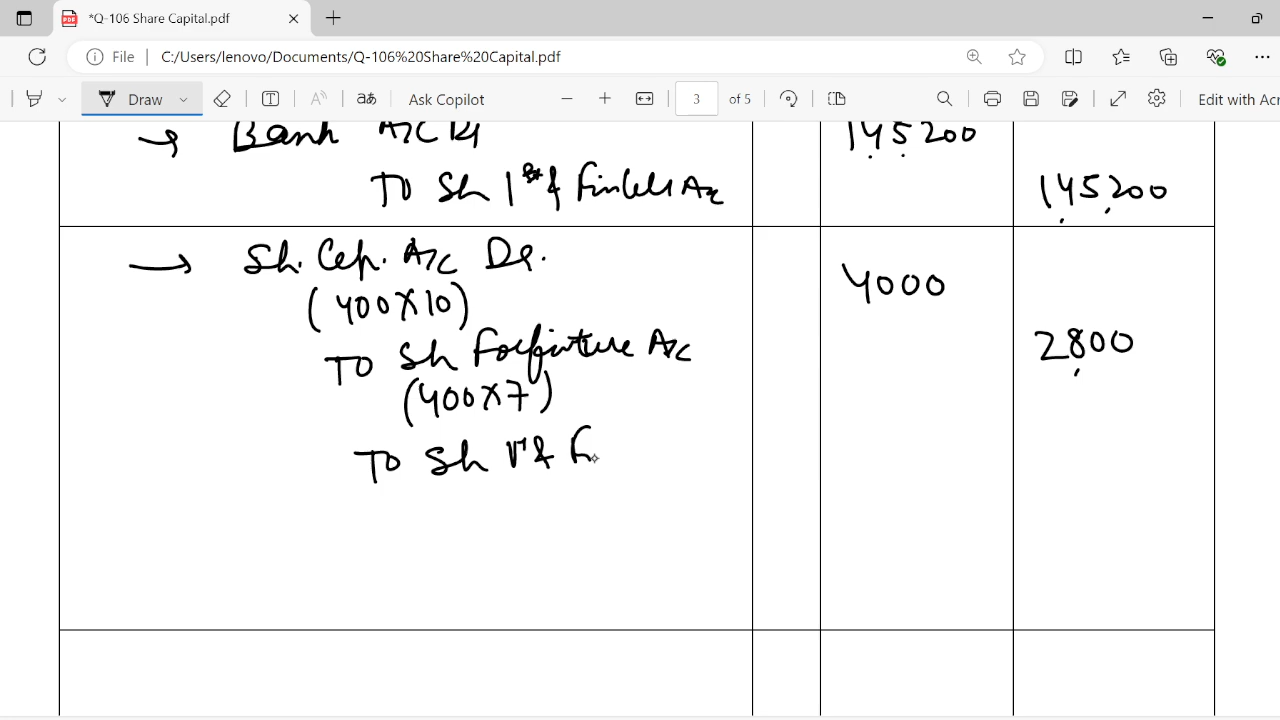 *Q-106 Share Capital.pdf
File C:/Users/lenovo/Documents/Q-106%20Share%20Capital.pdf
Draw Ask Copilot 3 of 5 Edit with Acr
→ Bank A/C Dr
145200
To Sh 1st & Final A/c
145200
→ Sh. Cap. A/C Dr.
4000
(400X10)
To Sh Forfeiture A/c
2800
(400X7)
To Sh 1st & F